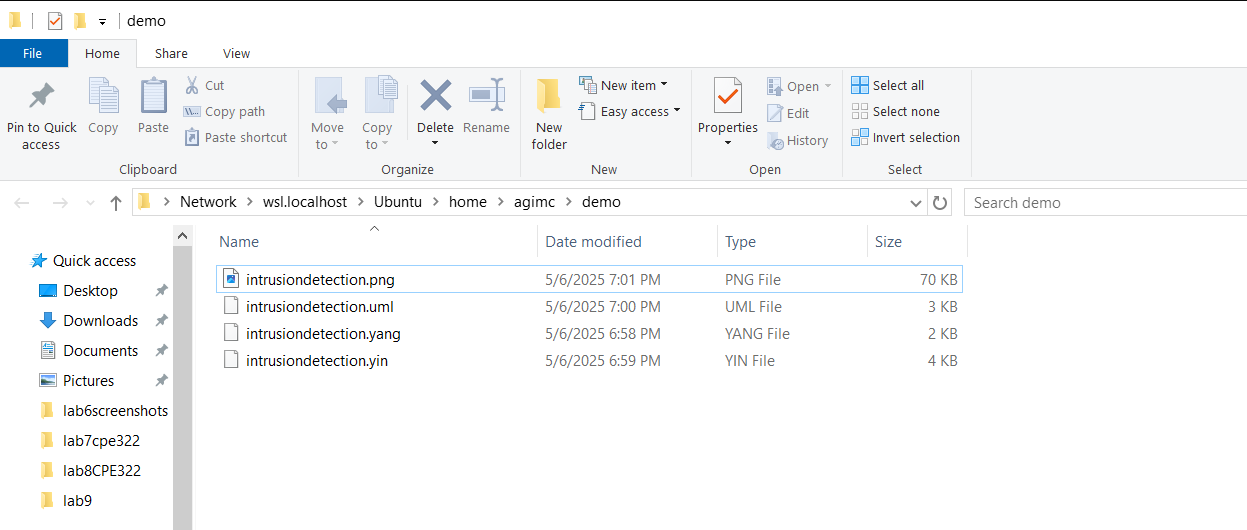 demo
File Home Share View
Pin to Quick access
Copy
Paste
Cut
Copy path
Paste shortcut
Clipboard
Move to
Copy to
Delete
Rename
Organize
New folder
New item
Easy access
New
Properties
Open
Edit
History
Open
Select all
Select none
Invert selection
Select
Network wsl.localhost Ubuntu home agimc demo
Search demo
Quick access
Desktop
Downloads
Documents
Pictures
lab6screenshots
lab7cpe322
lab8CPE322
lab9
Name Date modified Type Size
intrusiondetection.png 5/6/2025 7:01 PM PNG File 70 KB
intrusiondetection.uml 5/6/2025 7:00 PM UML File 3 KB
intrusiondetection.yang 5/6/2025 6:58 PM YANG File 2 KB
intrusiondetection.yin 5/6/2025 6:59 PM YIN File 4 KB